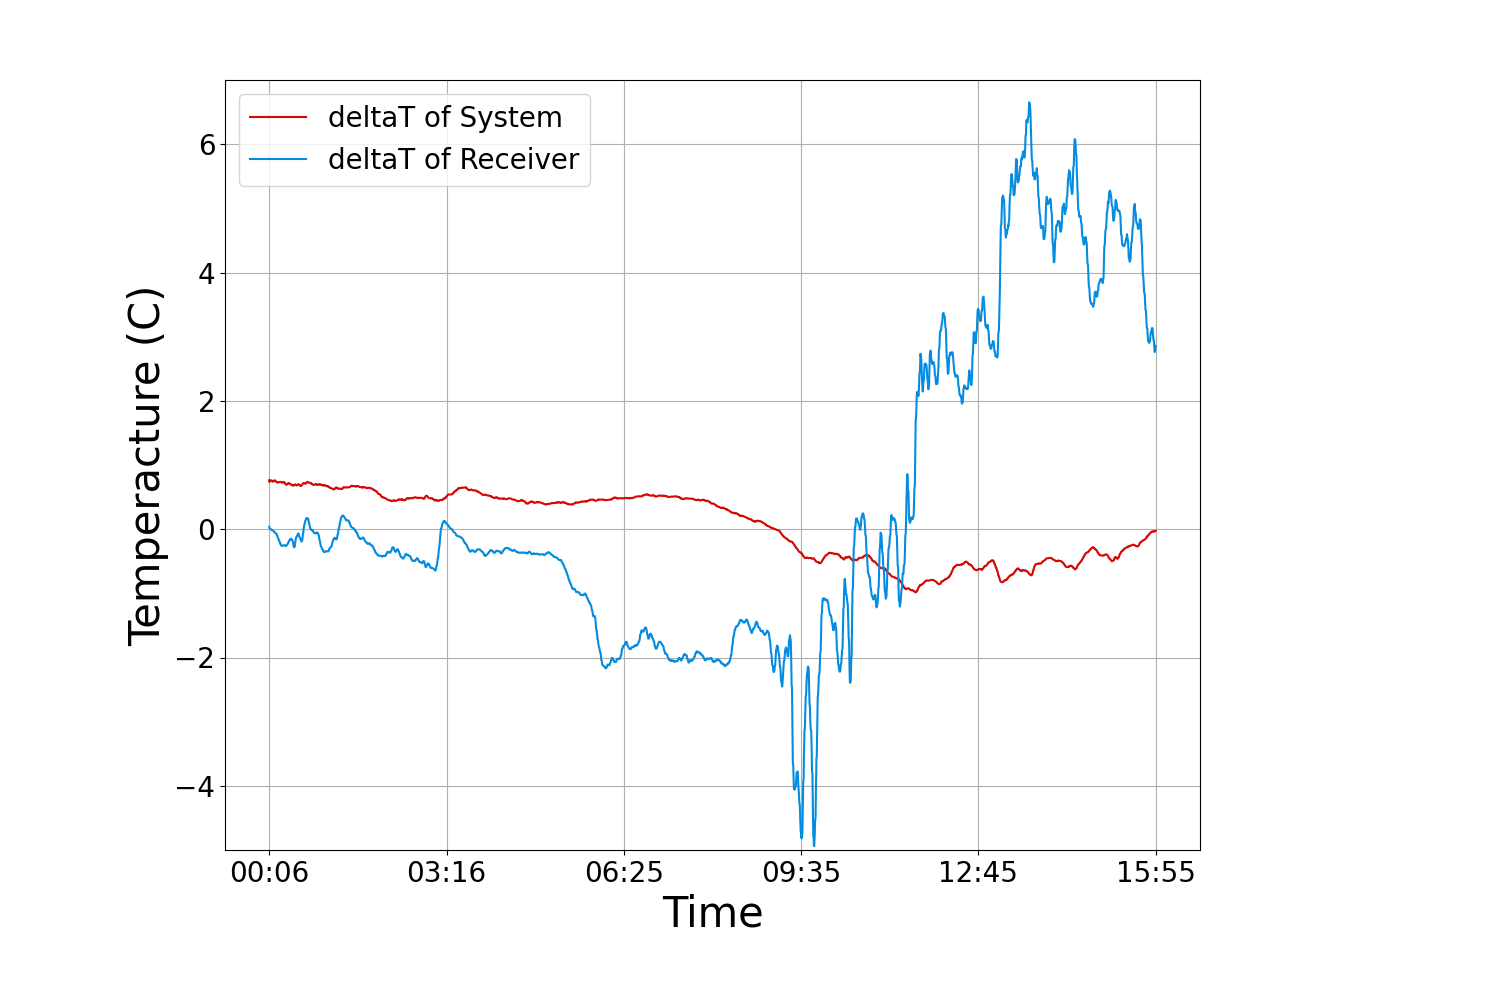 deltaT of System
deltaT of Receiver
6
4
2
0
−2
−4
Temperacture (C)
00:06 03:16 06:25 09:35 12:45 15:55
Time